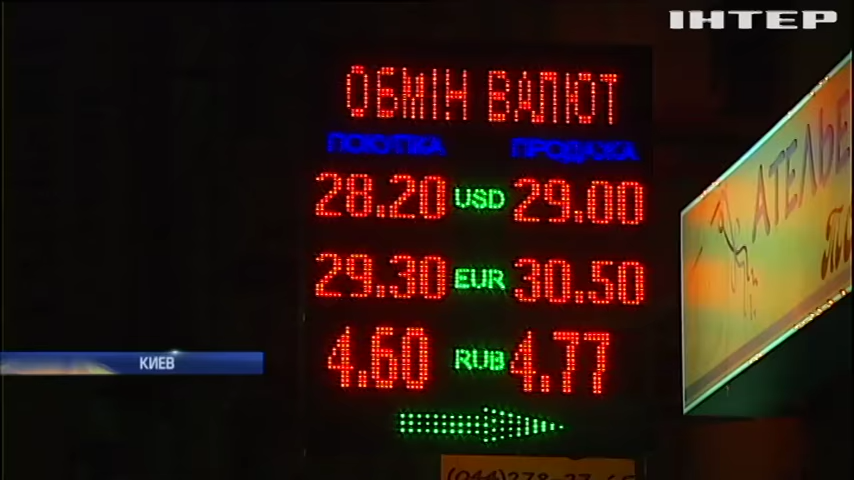 ІНТЕР
ОБМІН ВАЛЮТ
ПОКУПКА ПРОДАЖА
28.20 USD 29.00
29.30 EUR 30.50
4.60 RUB 4.77
АТЕЛЬЕ
КИЕВ